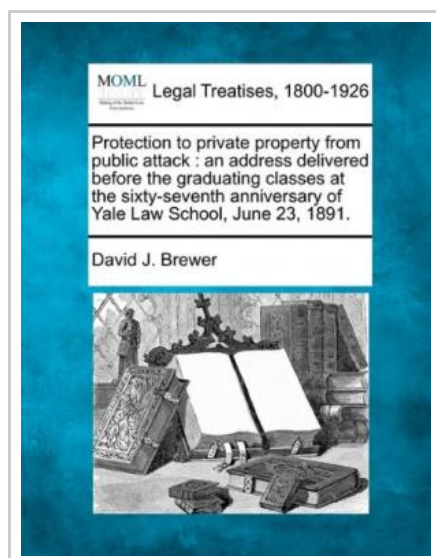 MOML
Legal Treatises, 1800-1926
Protection to private property from
public attack : an address delivered
before the graduating classes at
the sixty-seventh anniversary of
Yale Law School, June 23, 1891.
David J. Brewer